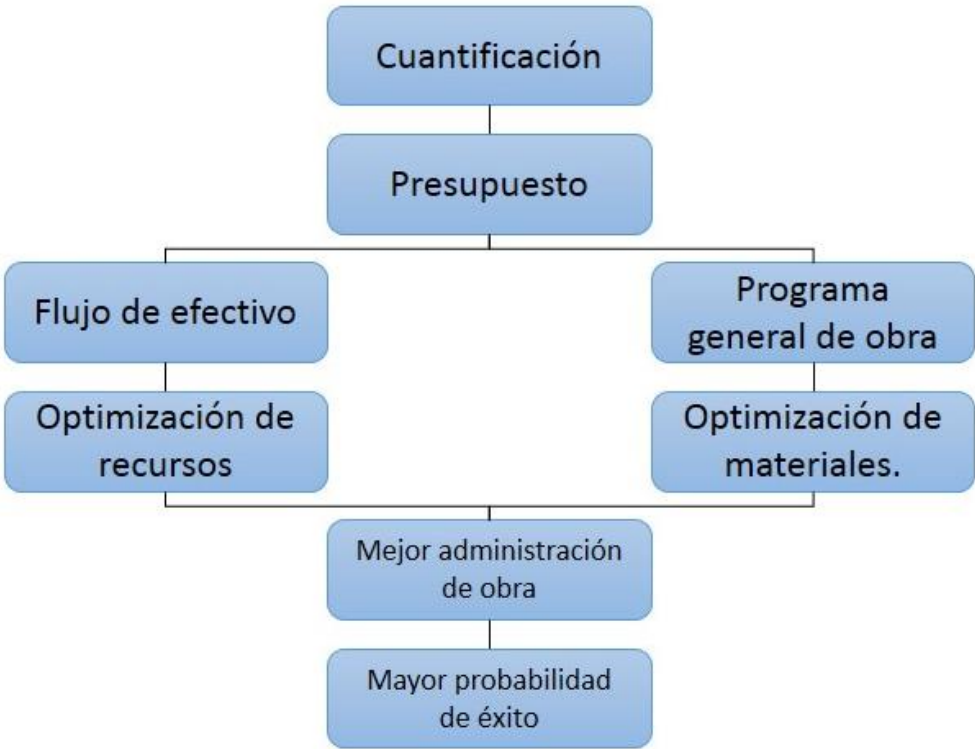 Cuantificación
Presupuesto
Flujo de efectivo
Programa
general de obra
Optimización de
recursos
Optimización de
materiales.
Mejor administración
de obra
Mayor probabilidad
de éxito